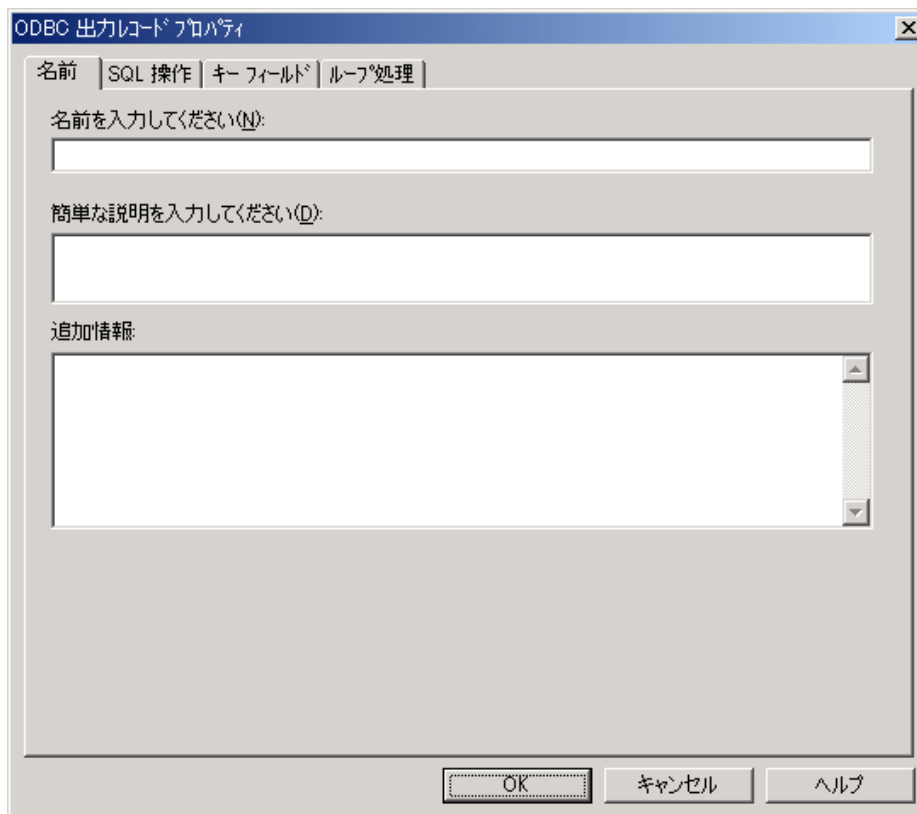 ODBC 出力ﾚｺｰﾄﾞ ﾌﾟﾛﾊﾟﾃｨ
名前 SQL 操作 ｷｰ ﾌｨｰﾙﾄﾞ ﾙｰﾌﾟ処理
名前を入力してください(N):
簡単な説明を入力してください(D):
追加情報:
OK キャンセル ヘルプ